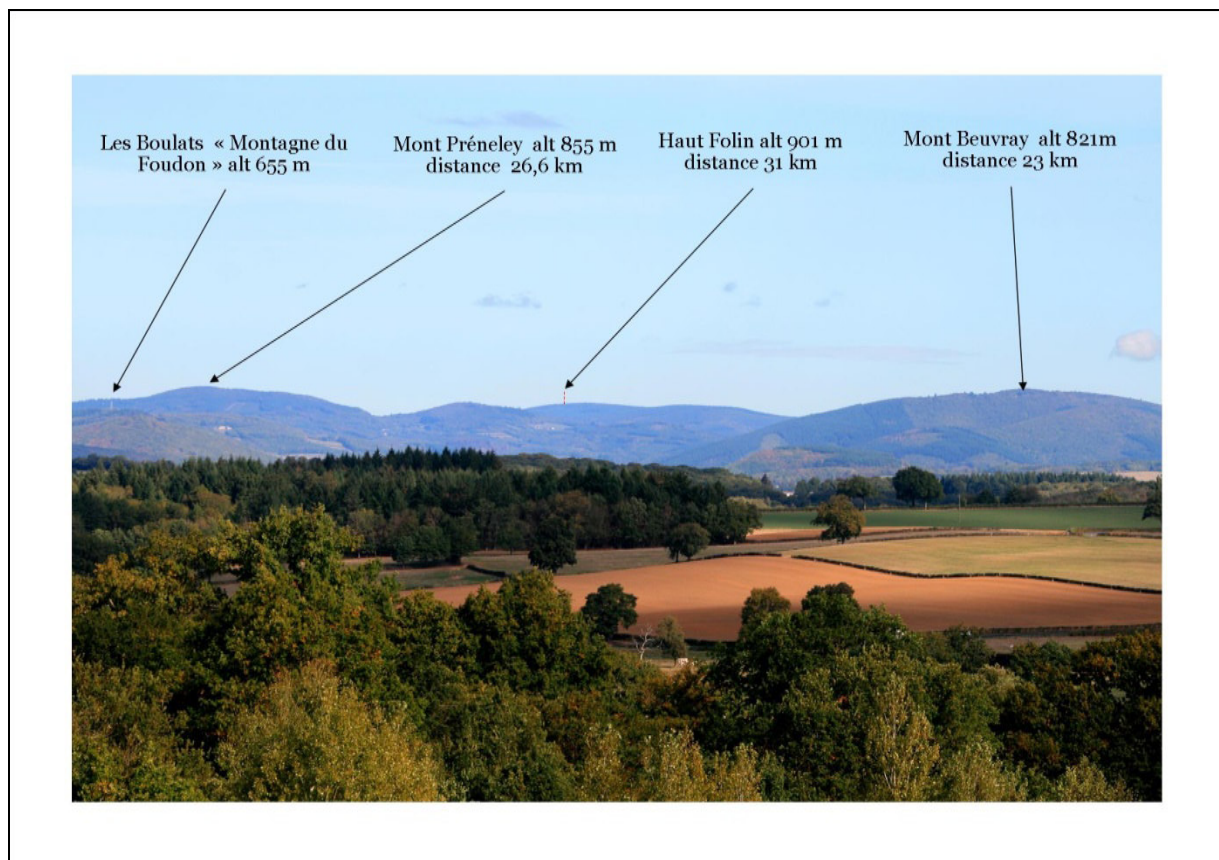 Les Boulats « Montagne du
Foudon » alt 655 m
Mont Préneley alt 855 m
distance 26,6 km
Haut Folin alt 901 m
distance 31 km
Mont Beuvray alt 821m
distance 23 km